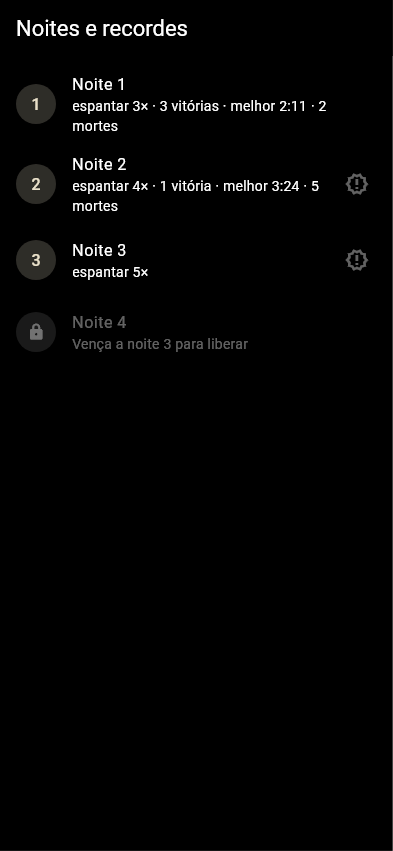 Noites e recordes
1
Noite 1
espantar 3× · 3 vitórias · melhor 2:11 · 2
mortes
2
Noite 2
espantar 4× · 1 vitória · melhor 3:24 · 5
mortes
3
Noite 3
espantar 5×
Noite 4
Vença a noite 3 para liberar